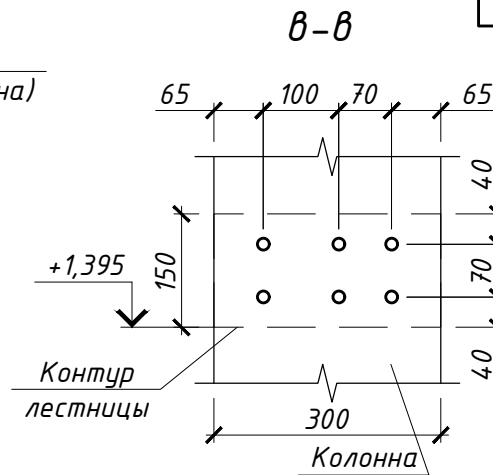 в-в
на)
65 100 70 65
40
+1,395
150
70
40
Контур
лестницы
300
Колонна